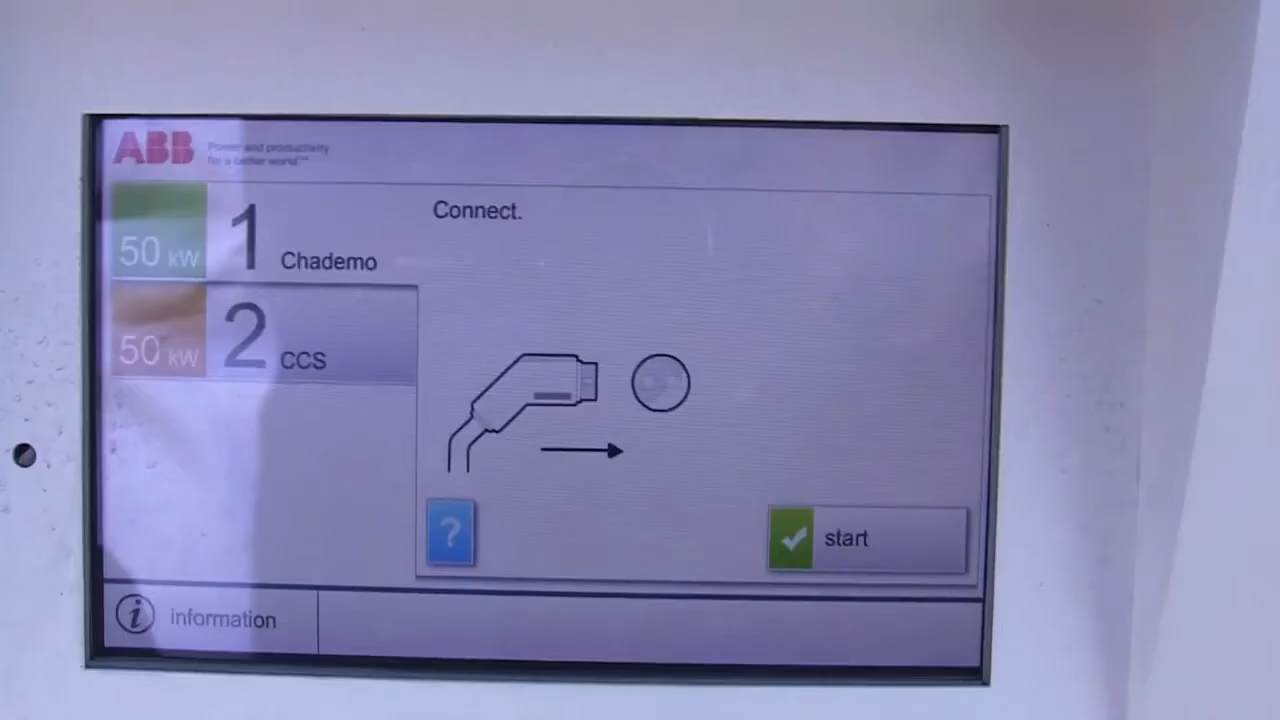 ABB
Power and productivity
for a better world™
50 kW
1 Chademo
50 kW
2 CCS
Connect.
?
start
i information